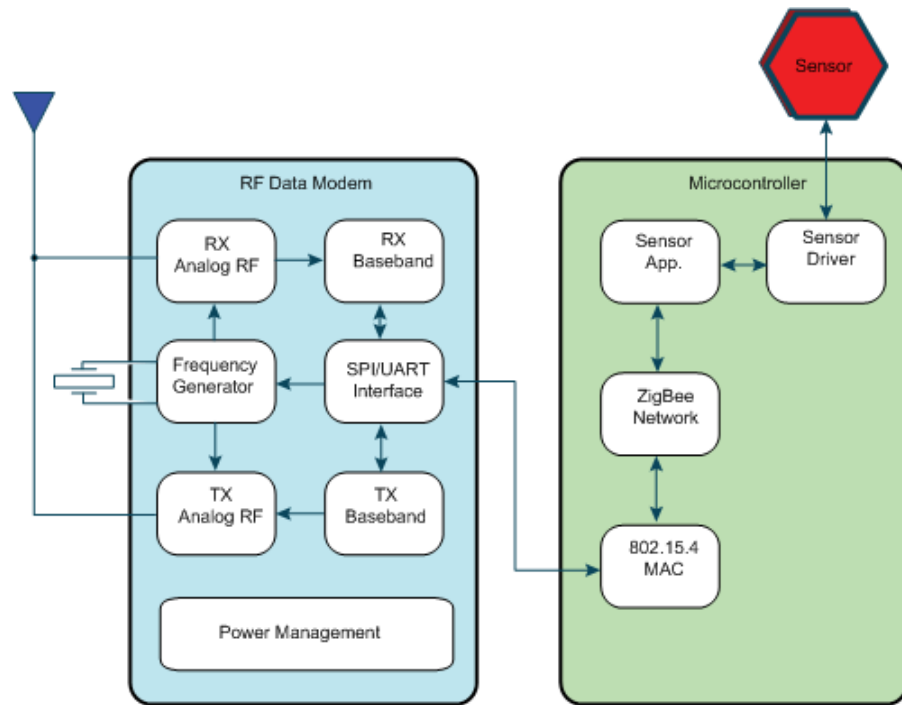 Sensor
RF Data Modem
RX
Analog RF
RX
Baseband
Frequency
Generator
SPI/UART
Interface
TX
Analog RF
TX
Baseband
Power Management
Microcontroller
Sensor
App.
Sensor
Driver
ZigBee
Network
802.15.4
MAC